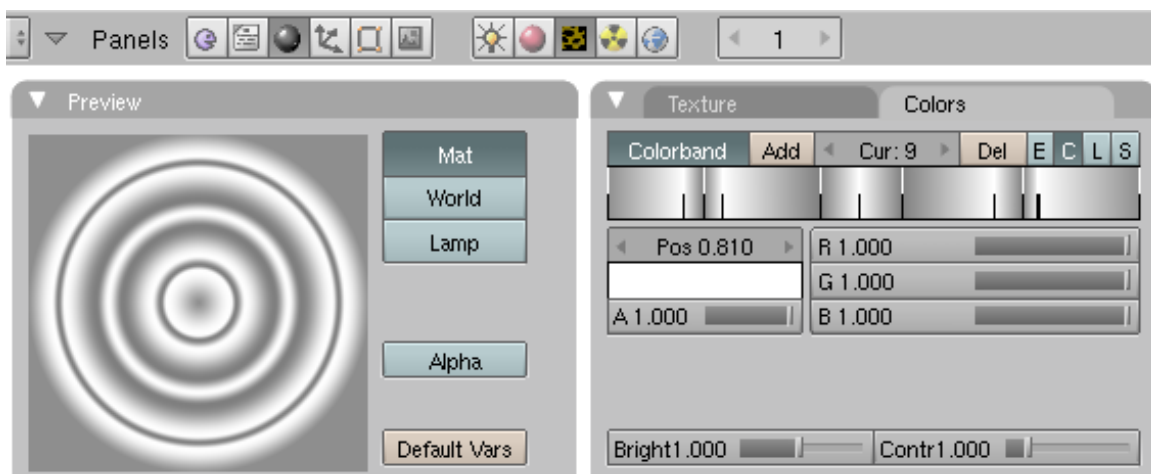 Panels 1
Preview
Texture Colors
Mat
World
Lamp
Alpha
Default Vars
Colorband Add Cur: 9 Del E C L S
Pos 0.810
A 1.000
R 1.000
G 1.000
B 1.000
Bright1.000 Contr1.000